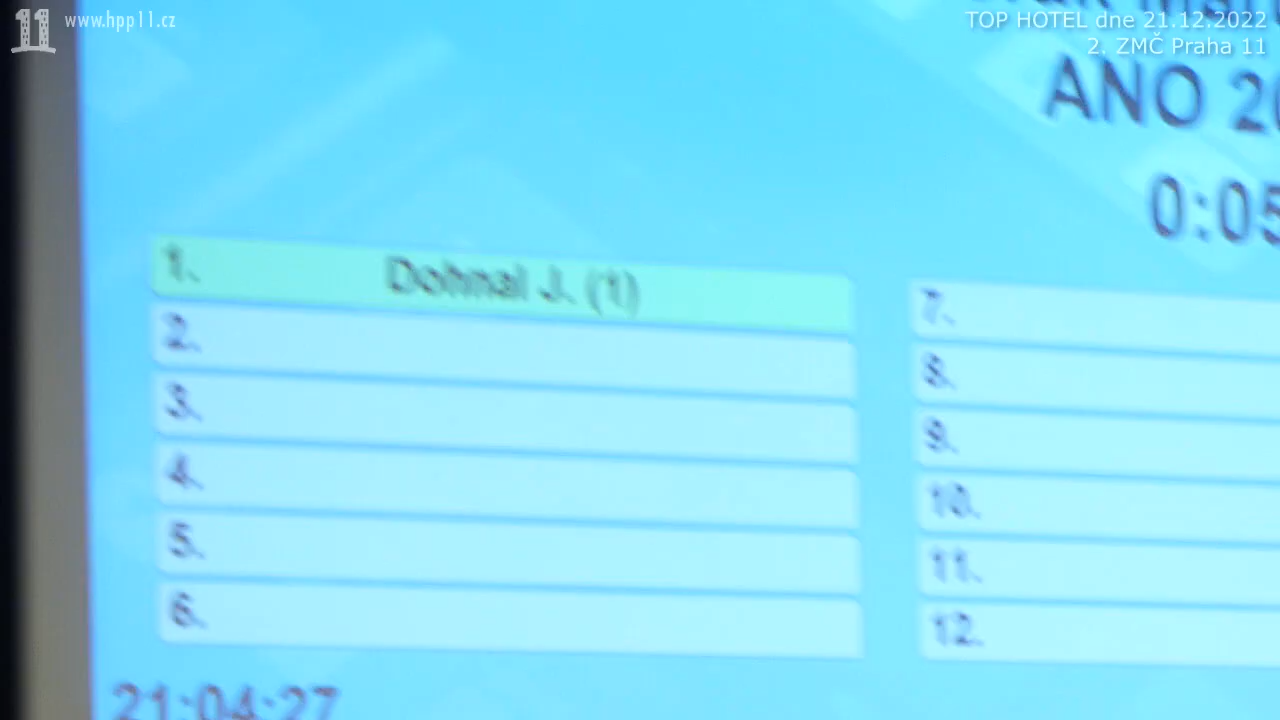 11 www.hpp11.cz
TOP HOTEL dne 21.12.2022
2. ZMČ Praha 11
ANO 20
0:05
1. Dohnal J. (1)
2.
3.
4.
5.
6.
7.
8.
9.
10.
11.
12.
21:04:27